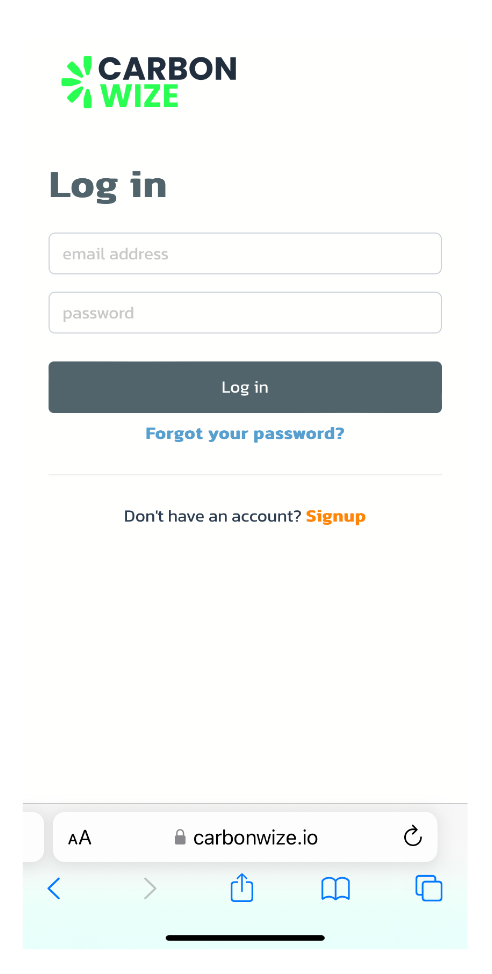 CARBON
WIZE
Log in
email address
password
Log in
Forgot your password?
Don't have an account? Signup
AA carbonwize.io